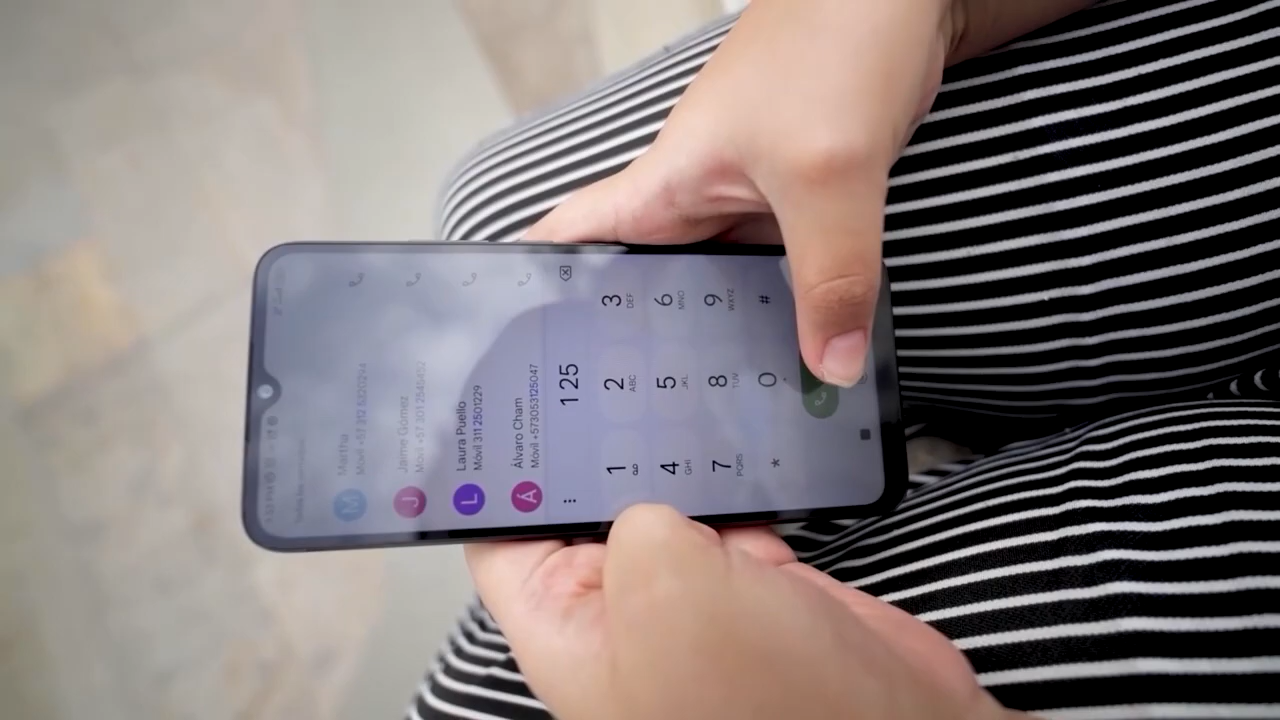 Martha
Móvil +57 312 5320294
Jaime Gómez
Móvil +57 301 2545452
Laura Puello
Móvil 311 2501229
Álvaro Cham
Móvil +573053125047
125
1 2 ABC 3 DEF
4 GHI 5 JKL 6 MNO
7 PQRS 8 TUV 9 WXYZ
* 0 #